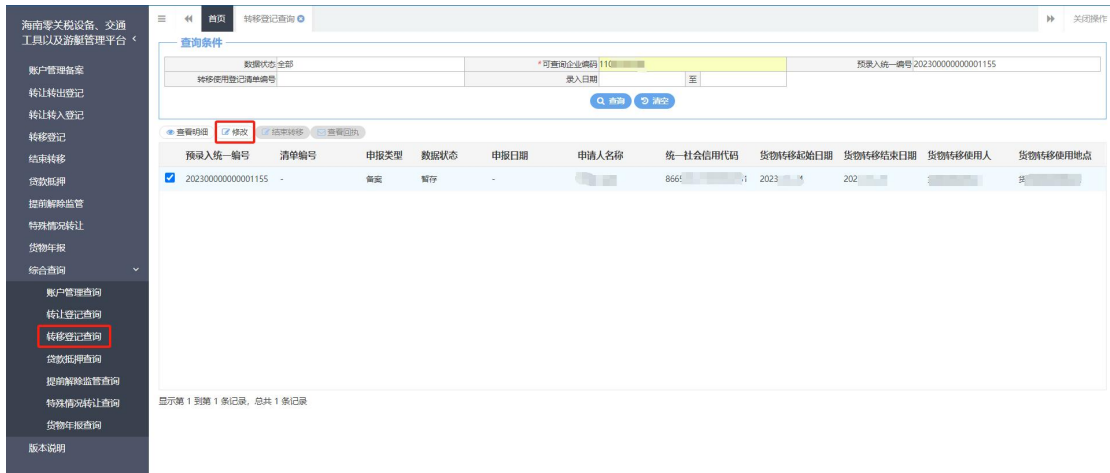 海南零关税设备、交通
工具以及游艇管理平台
首页 转移登记查询 关闭操作
账户管理备案
转让转出登记
转让转入登记
转移登记
结束转移
贷款抵押
提前解除监管
特殊情况转让
货物年报
综合查询
账户管理查询
转让登记查询
转移登记查询
贷款抵押查询
提前解除监管查询
特殊情况转让查询
货物年报查询
版本说明
查询条件
数据状态 全部 *可查询企业编码 110 预录入统一编号 202300000000001155
转移使用登记清单编号 录入日期 至
查询 清空
查看明细 修改 结束转移 查看回执
预录入统一编号 清单编号 申报类型 数据状态 申报日期 申请人名称 统一社会信用代码 货物转移起始日期 货物转移结束日期 货物转移使用人 货物转移使用地点
202300000000001155 - 备案 暂存 - 866 2023 202
显示第 1 到第 1 条记录，总共 1 条记录